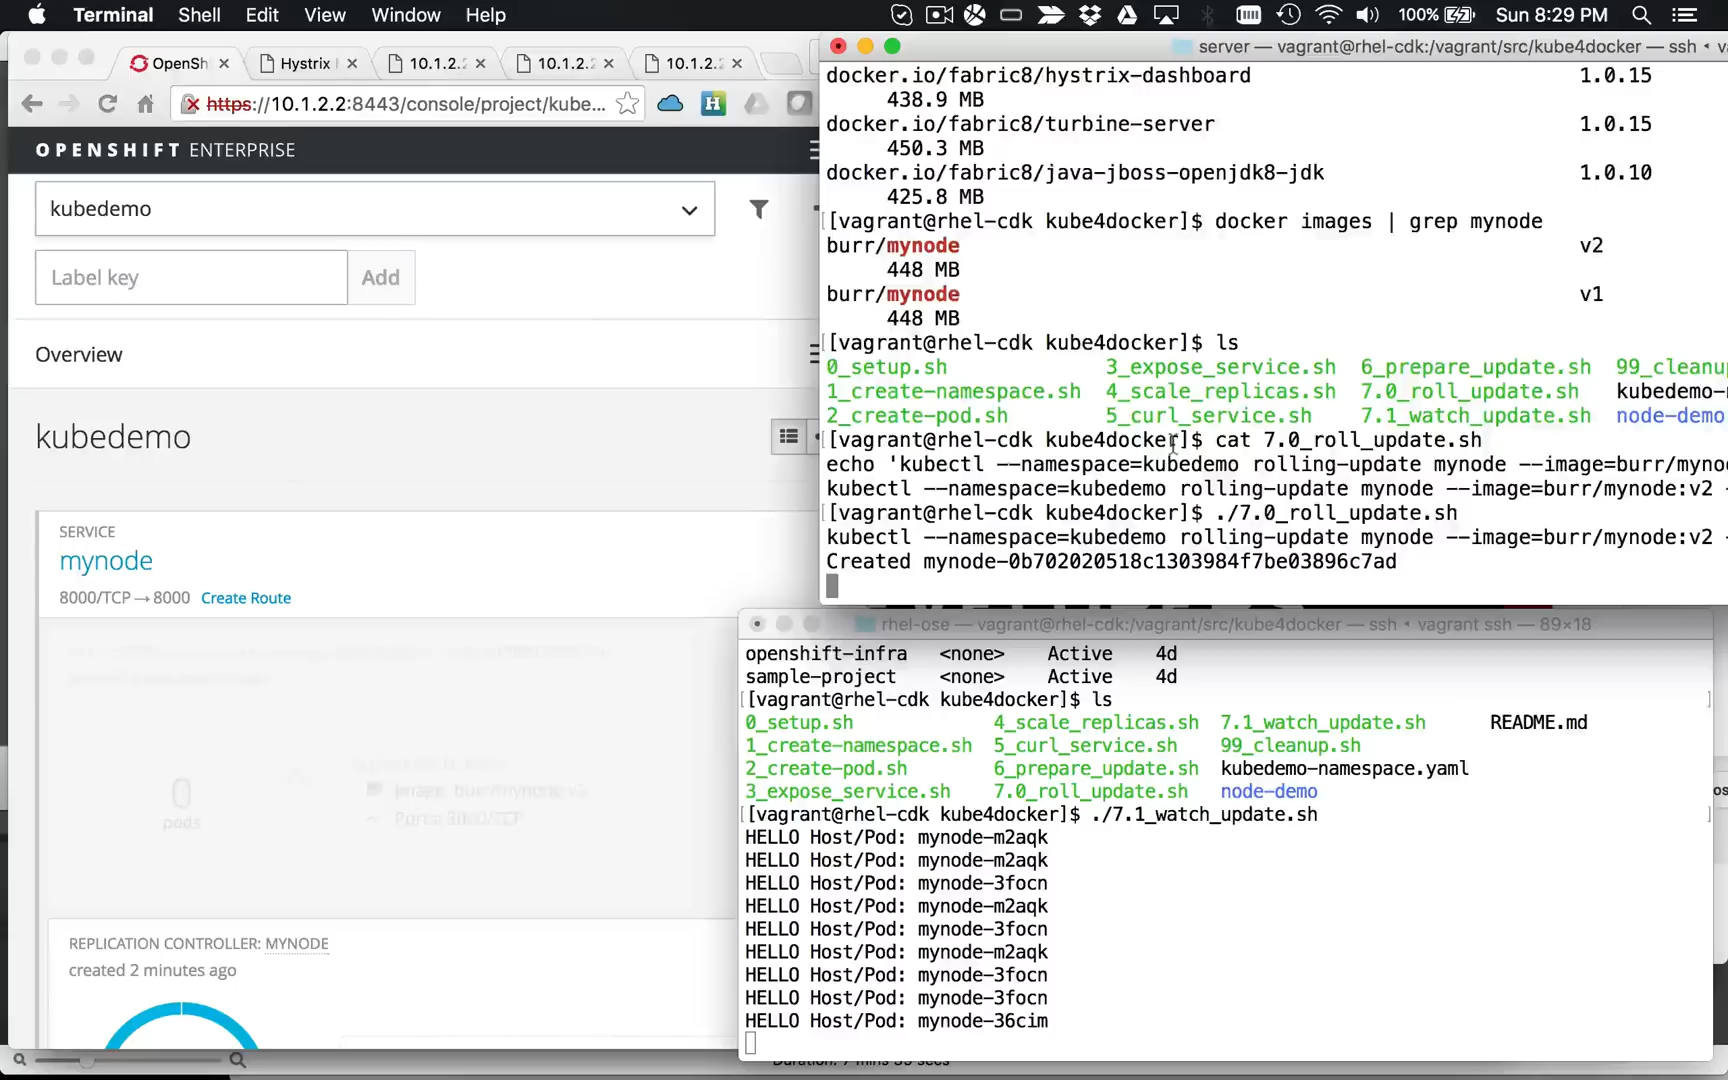 Terminal Shell Edit View Window Help 100% Sun 8:29 PM
OpenSh Hystrix 10.1.2. 10.1.2. 10.1.2.
https://10.1.2.2:8443/console/project/kube...
OPENSHIFT ENTERPRISE
kubedemo
Label key Add
Overview
kubedemo
SERVICE
mynode
8000/TCP → 8000 Create Route
0
pods
Image: burr/mynode
REPLICATION CONTROLLER: MYNODE
created 2 minutes ago
server — vagrant@rhel-cdk:/vagrant/src/kube4docker — ssh •
docker.io/fabric8/hystrix-dashboard 1.0.15
438.9 MB
docker.io/fabric8/turbine-server 1.0.15
450.3 MB
docker.io/fabric8/java-jboss-openjdk8-jdk 1.0.10
425.8 MB
[vagrant@rhel-cdk kube4docker]$ docker images | grep mynode
burr/mynode v2
448 MB
burr/mynode v1
448 MB
[vagrant@rhel-cdk kube4docker]$ ls
0_setup.sh 3_expose_service.sh 6_prepare_update.sh 99_cleanu
1_create-namespace.sh 4_scale_replicas.sh 7.0_roll_update.sh kubedemo-
2_create-pod.sh 5_curl_service.sh 7.1_watch_update.sh node-demo
[vagrant@rhel-cdk kube4docker]$ cat 7.0_roll_update.sh
echo 'kubectl --namespace=kubedemo rolling-update mynode --image=burr/myno
kubectl --namespace=kubedemo rolling-update mynode --image=burr/mynode:v2 -
[vagrant@rhel-cdk kube4docker]$ ./7.0_roll_update.sh
kubectl --namespace=kubedemo rolling-update mynode --image=burr/mynode:v2 -
Created mynode-0b702020518c1303984f7be03896c7ad
rhel-ose — vagrant@rhel-cdk:/vagrant/src/kube4docker — ssh • vagrant ssh — 89×18
openshift-infra <none> Active 4d
sample-project <none> Active 4d
[vagrant@rhel-cdk kube4docker]$ ls
0_setup.sh 4_scale_replicas.sh 7.1_watch_update.sh README.md
1_create-namespace.sh 5_curl_service.sh 99_cleanup.sh
2_create-pod.sh 6_prepare_update.sh kubedemo-namespace.yaml
3_expose_service.sh 7.0_roll_update.sh node-demo
[vagrant@rhel-cdk kube4docker]$ ./7.1_watch_update.sh
HELLO Host/Pod: mynode-m2aqk
HELLO Host/Pod: mynode-m2aqk
HELLO Host/Pod: mynode-3focn
HELLO Host/Pod: mynode-m2aqk
HELLO Host/Pod: mynode-3focn
HELLO Host/Pod: mynode-m2aqk
HELLO Host/Pod: mynode-3focn
HELLO Host/Pod: mynode-3focn
HELLO Host/Pod: mynode-36cim